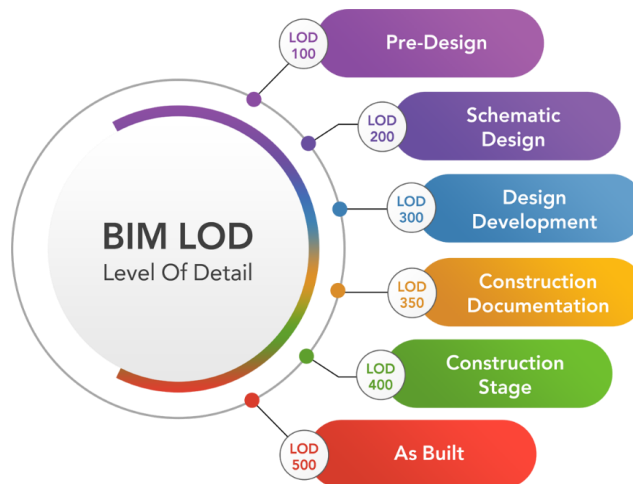 BIM LOD
Level Of Detail
LOD
100
Pre-Design
LOD
200
Schematic
Design
LOD
300
Design
Development
LOD
350
Construction
Documentation
LOD
400
Construction
Stage
LOD
500
As Built